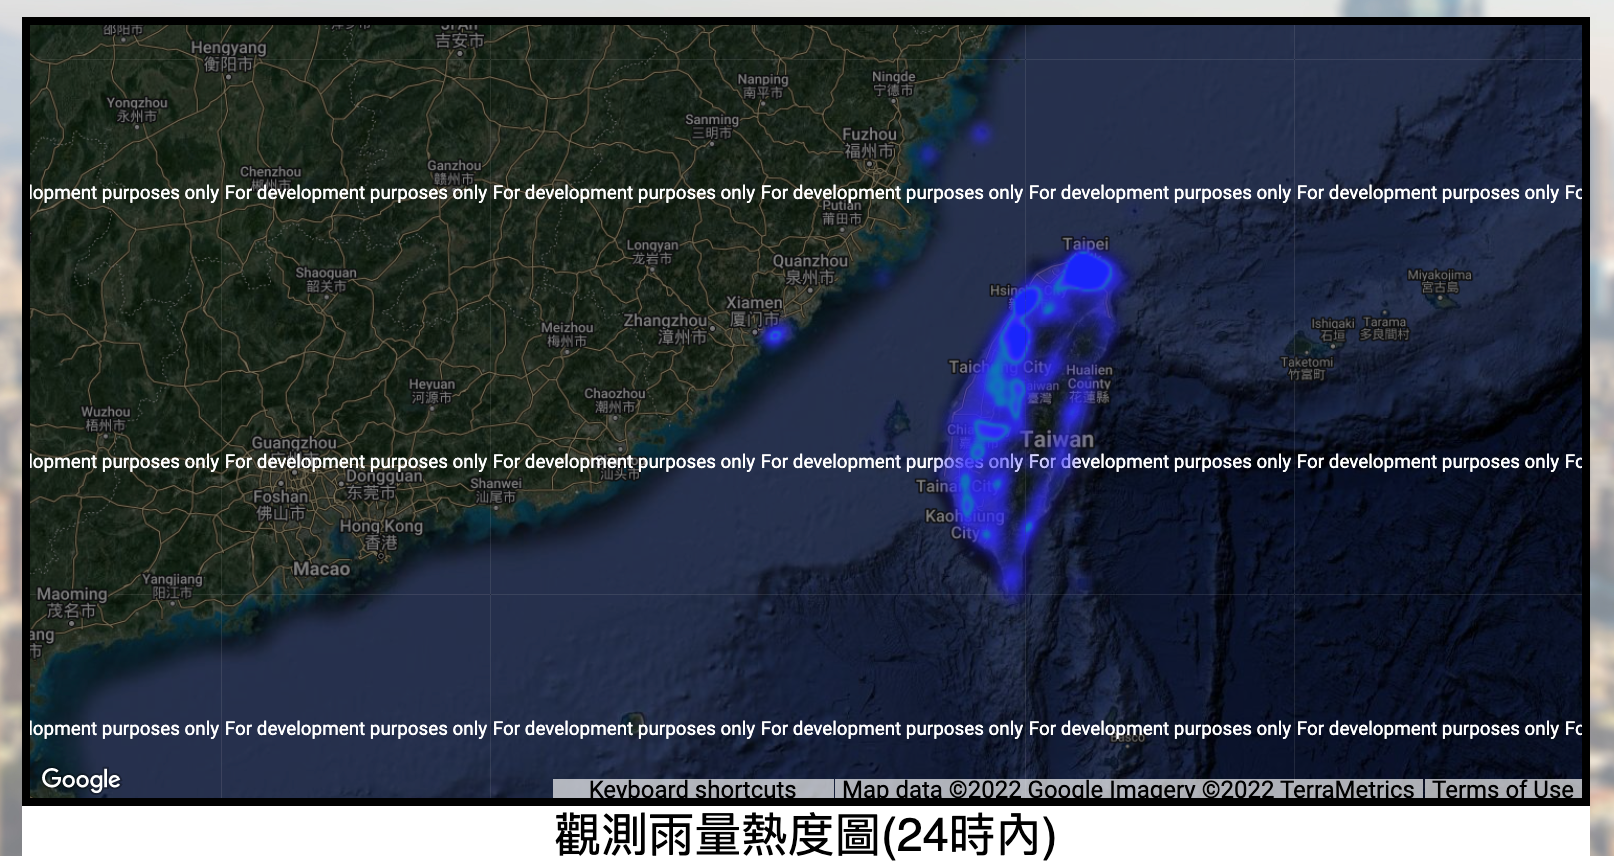 邵阳市
Hengyang
衡阳市
吉安市
Nanping
南平市
Ningde
宁德市
Yongzhou
永州市
Sanming
三明市
Fuzhou
福州市
Chenzhou
Ganzhou
赣州市
lopment purposes only For development purposes only For development purposes only For development purposes only For development purposes only For development purposes only Fo
Putian
莆田市
Longyan
龙岩市
Quanzhou
泉州市
Taipei
Shaoguan
韶关市
Miyakojima
宮古島
Xiamen
厦门市
Zhangzhou
漳州市
Meizhou
梅州市
Ishigaki
石垣
Tarama
多良間村
Taketomi
竹富町
City
Hualien
County
花蓮縣
臺灣
Heyuan
河源市
Chaozhou
潮州市
Wuzhou
梧州市
Guangzhou
Taiwan
lopment purposes only For development purposes only For development purposes only For development purposes only For development purposes only For development purposes only Fo
汕头市
Dongguan
东莞市
Foshan
佛山市
Shanwei
汕尾市
Kaohsiung
City
Hong Kong
香港
Macao
Yangjiang
阳江市
Maoming
茂名市
ang
市
lopment purposes only For development purposes only For development purposes only For development purposes only For development purposes only For development purposes only Fo
Basco
Google
Keyboard shortcuts
Map data ©2022 Google Imagery ©2022 TerraMetrics
Terms of Use
觀測雨量熱度圖(24時內)